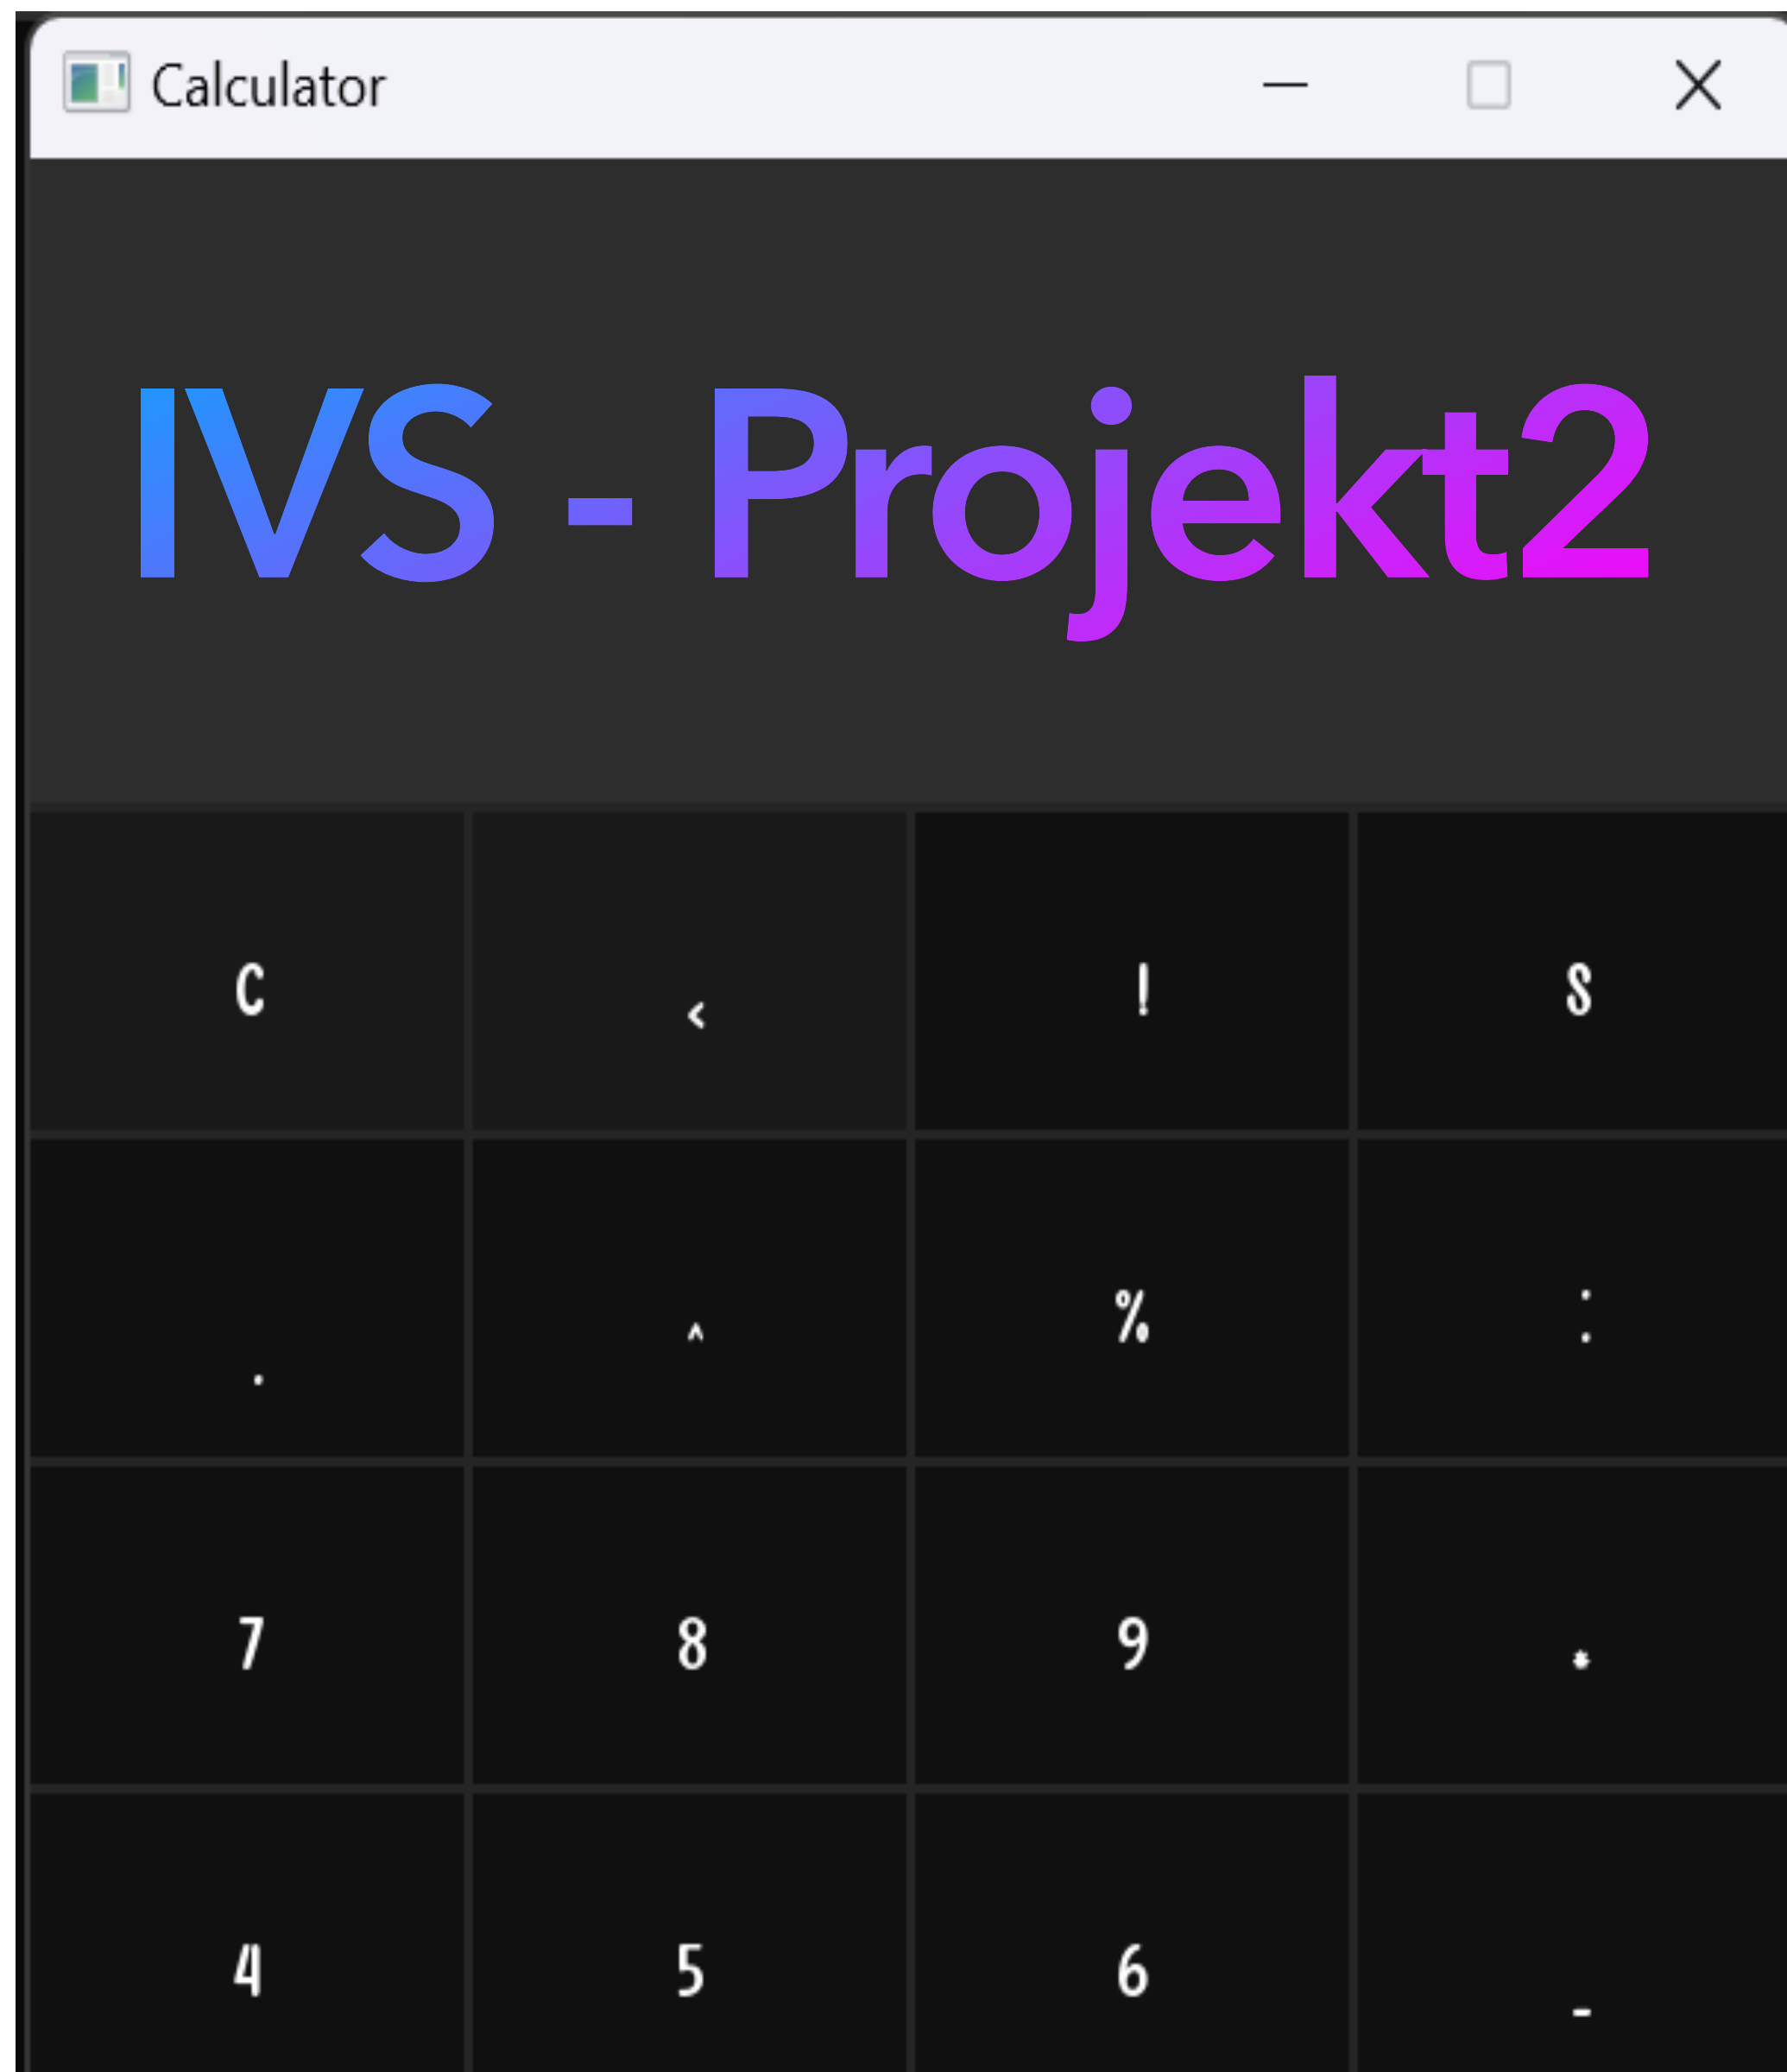 Calculator
IVS - Projekt2
C < ! S
. ^ % :
7 8 9 *
4 5 6 -